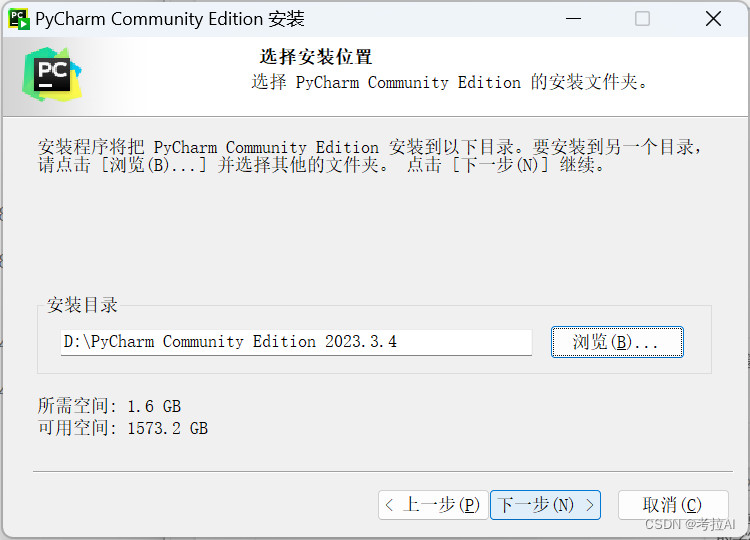 PyCharm Community Edition 安装
PC
选择安装位置
选择 PyCharm Community Edition 的安装文件夹。
安装程序将把 PyCharm Community Edition 安装到以下目录。要安装到另一个目录，
请点击 [浏览(B)...] 并选择其他的文件夹。 点击 [下一步(N)] 继续。
安装目录
D:\PyCharm Community Edition 2023.3.4
浏览(B)...
所需空间: 1.6 GB
可用空间: 1573.2 GB
< 上一步(P)
下一步(N) >
取消(C)
CSDN @考拉AI